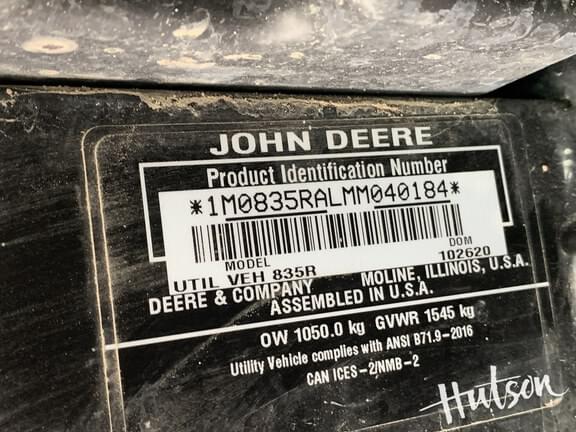 JOHN DEERE
Product Identification Number
*1M0835RALMM040184*
MODEL DOM
UTIL VEH 835R 102620
DEERE & COMPANY MOLINE, ILLINOIS, U.S.A.
ASSEMBLED IN U.S.A.
OW 1050.0 kg GVWR 1545 kg
Utility Vehicle complies with ANSI B71.9-2016
CAN ICES-2/NMB-2
Hutson